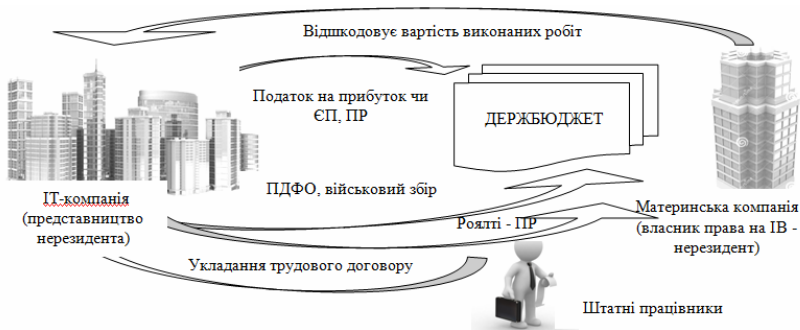 Відшкодовує вартість виконаних робіт
Податок на прибуток чи
ЄП, ПР
ДЕРЖБЮДЖЕТ
ПДФО, військовий збір
ІТ-компанія
(представництво
нерезидента)
Роялті - ПР
Материнська компанія
(власник права на ІВ -
нерезидент)
Укладання трудового договору
Штатні працівники